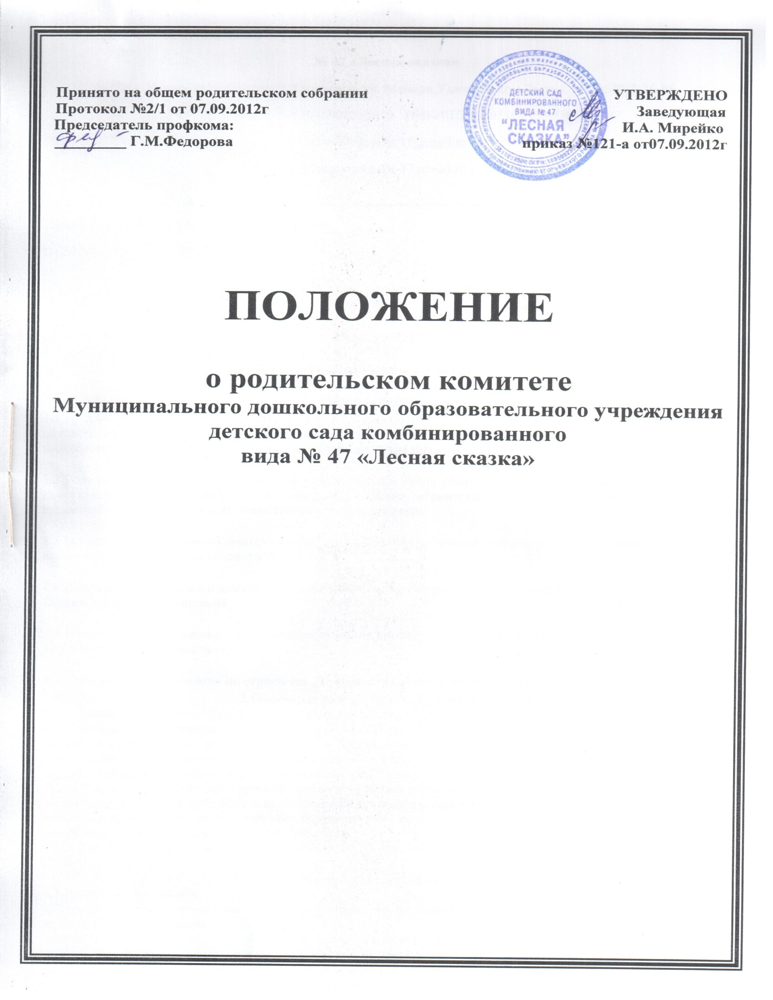 Принято на общем родительском собрании
Протокол №2/1 от 07.09.2012г
Председатель профкома:
Г.М.Федорова
УТВЕРЖДЕНО
Заведующая
И.А. Мирейко
приказ №121-а от07.09.2012г
ДЕТСКИЙ САД
КОМБИНИРОВАННОГО
ВИДА № 47
“ЛЕСНАЯ
СКАЗКА”
ПОЛОЖЕНИЕ
о родительском комитете
Муниципального дошкольного образовательного учреждения
детского сада комбинированного
вида № 47 «Лесная сказка»